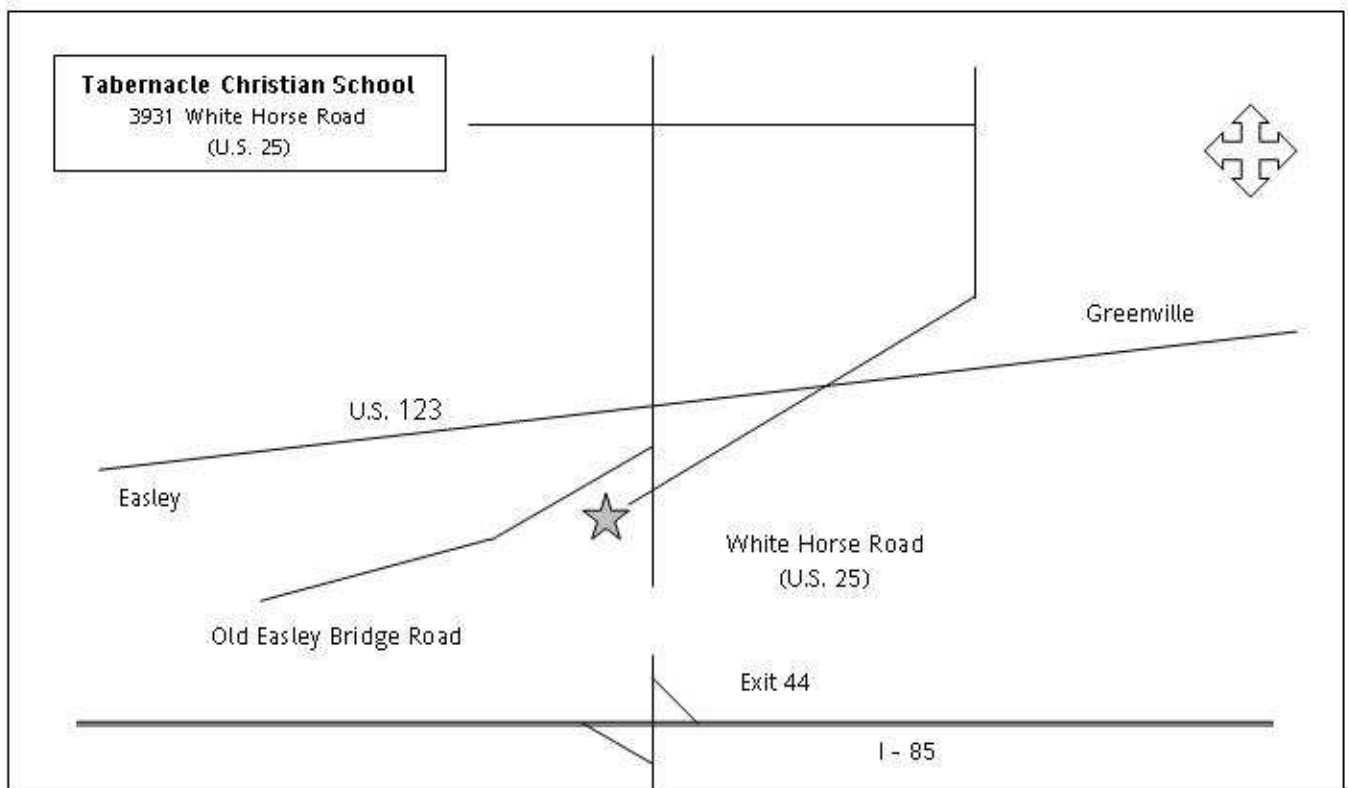 Tabernacle Christian School
3931 White Horse Road
(U.S. 25)
Greenville
U.S. 123
Easley
White Horse Road
(U.S. 25)
Old Easley Bridge Road
Exit 44
I - 85